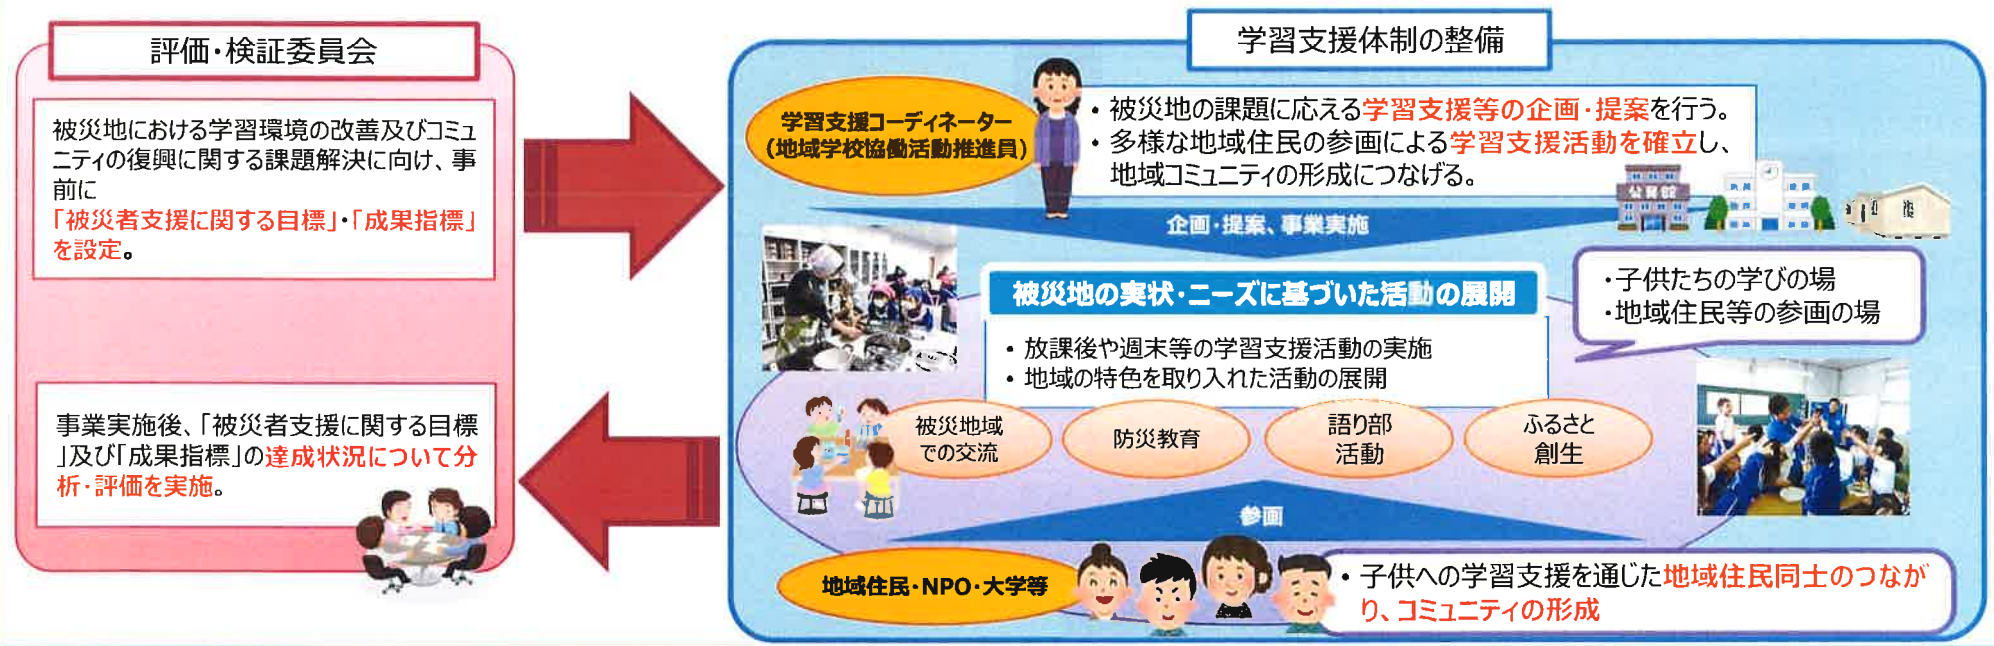 評価・検証委員会
被災地における学習環境の改善及びコミュ
ニティの復興に関する課題解決に向け、事
前に
「被災者支援に関する目標」・「成果指標」
を設定。
事業実施後、「被災者支援に関する目標
」及び「成果指標」の達成状況について分
析・評価を実施。
学習支援体制の整備
学習支援コーディネーター
(地域学校協働活動推進員)
・被災地の課題に応える学習支援等の企画・提案を行う。
・多様な地域住民の参画による学習支援活動を確立し、
地域コミュニティの形成につなげる。
公民館
企画・提案、事業実施
被災地の実状・ニーズに基づいた活動の展開
・放課後や週末等の学習支援活動の実施
・地域の特色を取り入れた活動の展開
・子供たちの学びの場
・地域住民等の参画の場
被災地域
での交流
防災教育
語り部
活動
ふるさと
創生
参画
地域住民・NPO・大学等
・子供への学習支援を通じた地域住民同士のつなが
り、コミュニティの形成